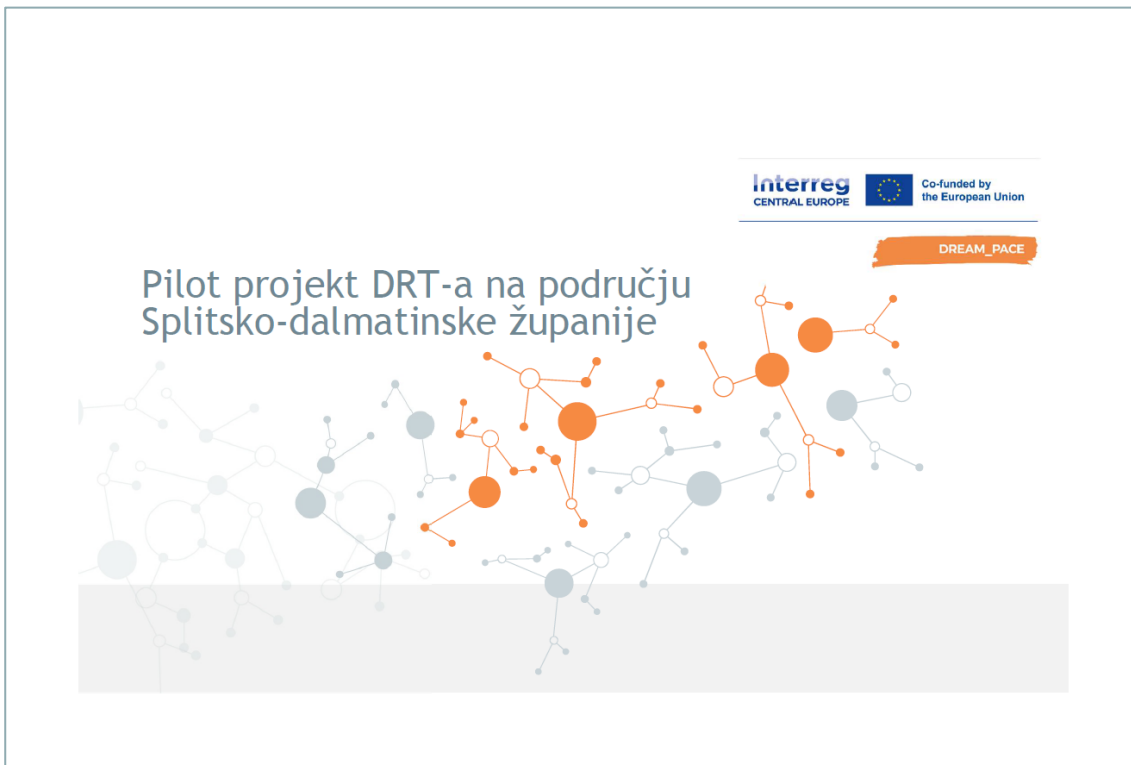 Interreg
CENTRAL EUROPE
Co-funded by
the European Union
DREAM_PACE
Pilot projekt DRT-a na području
Splitsko-dalmatinske županije